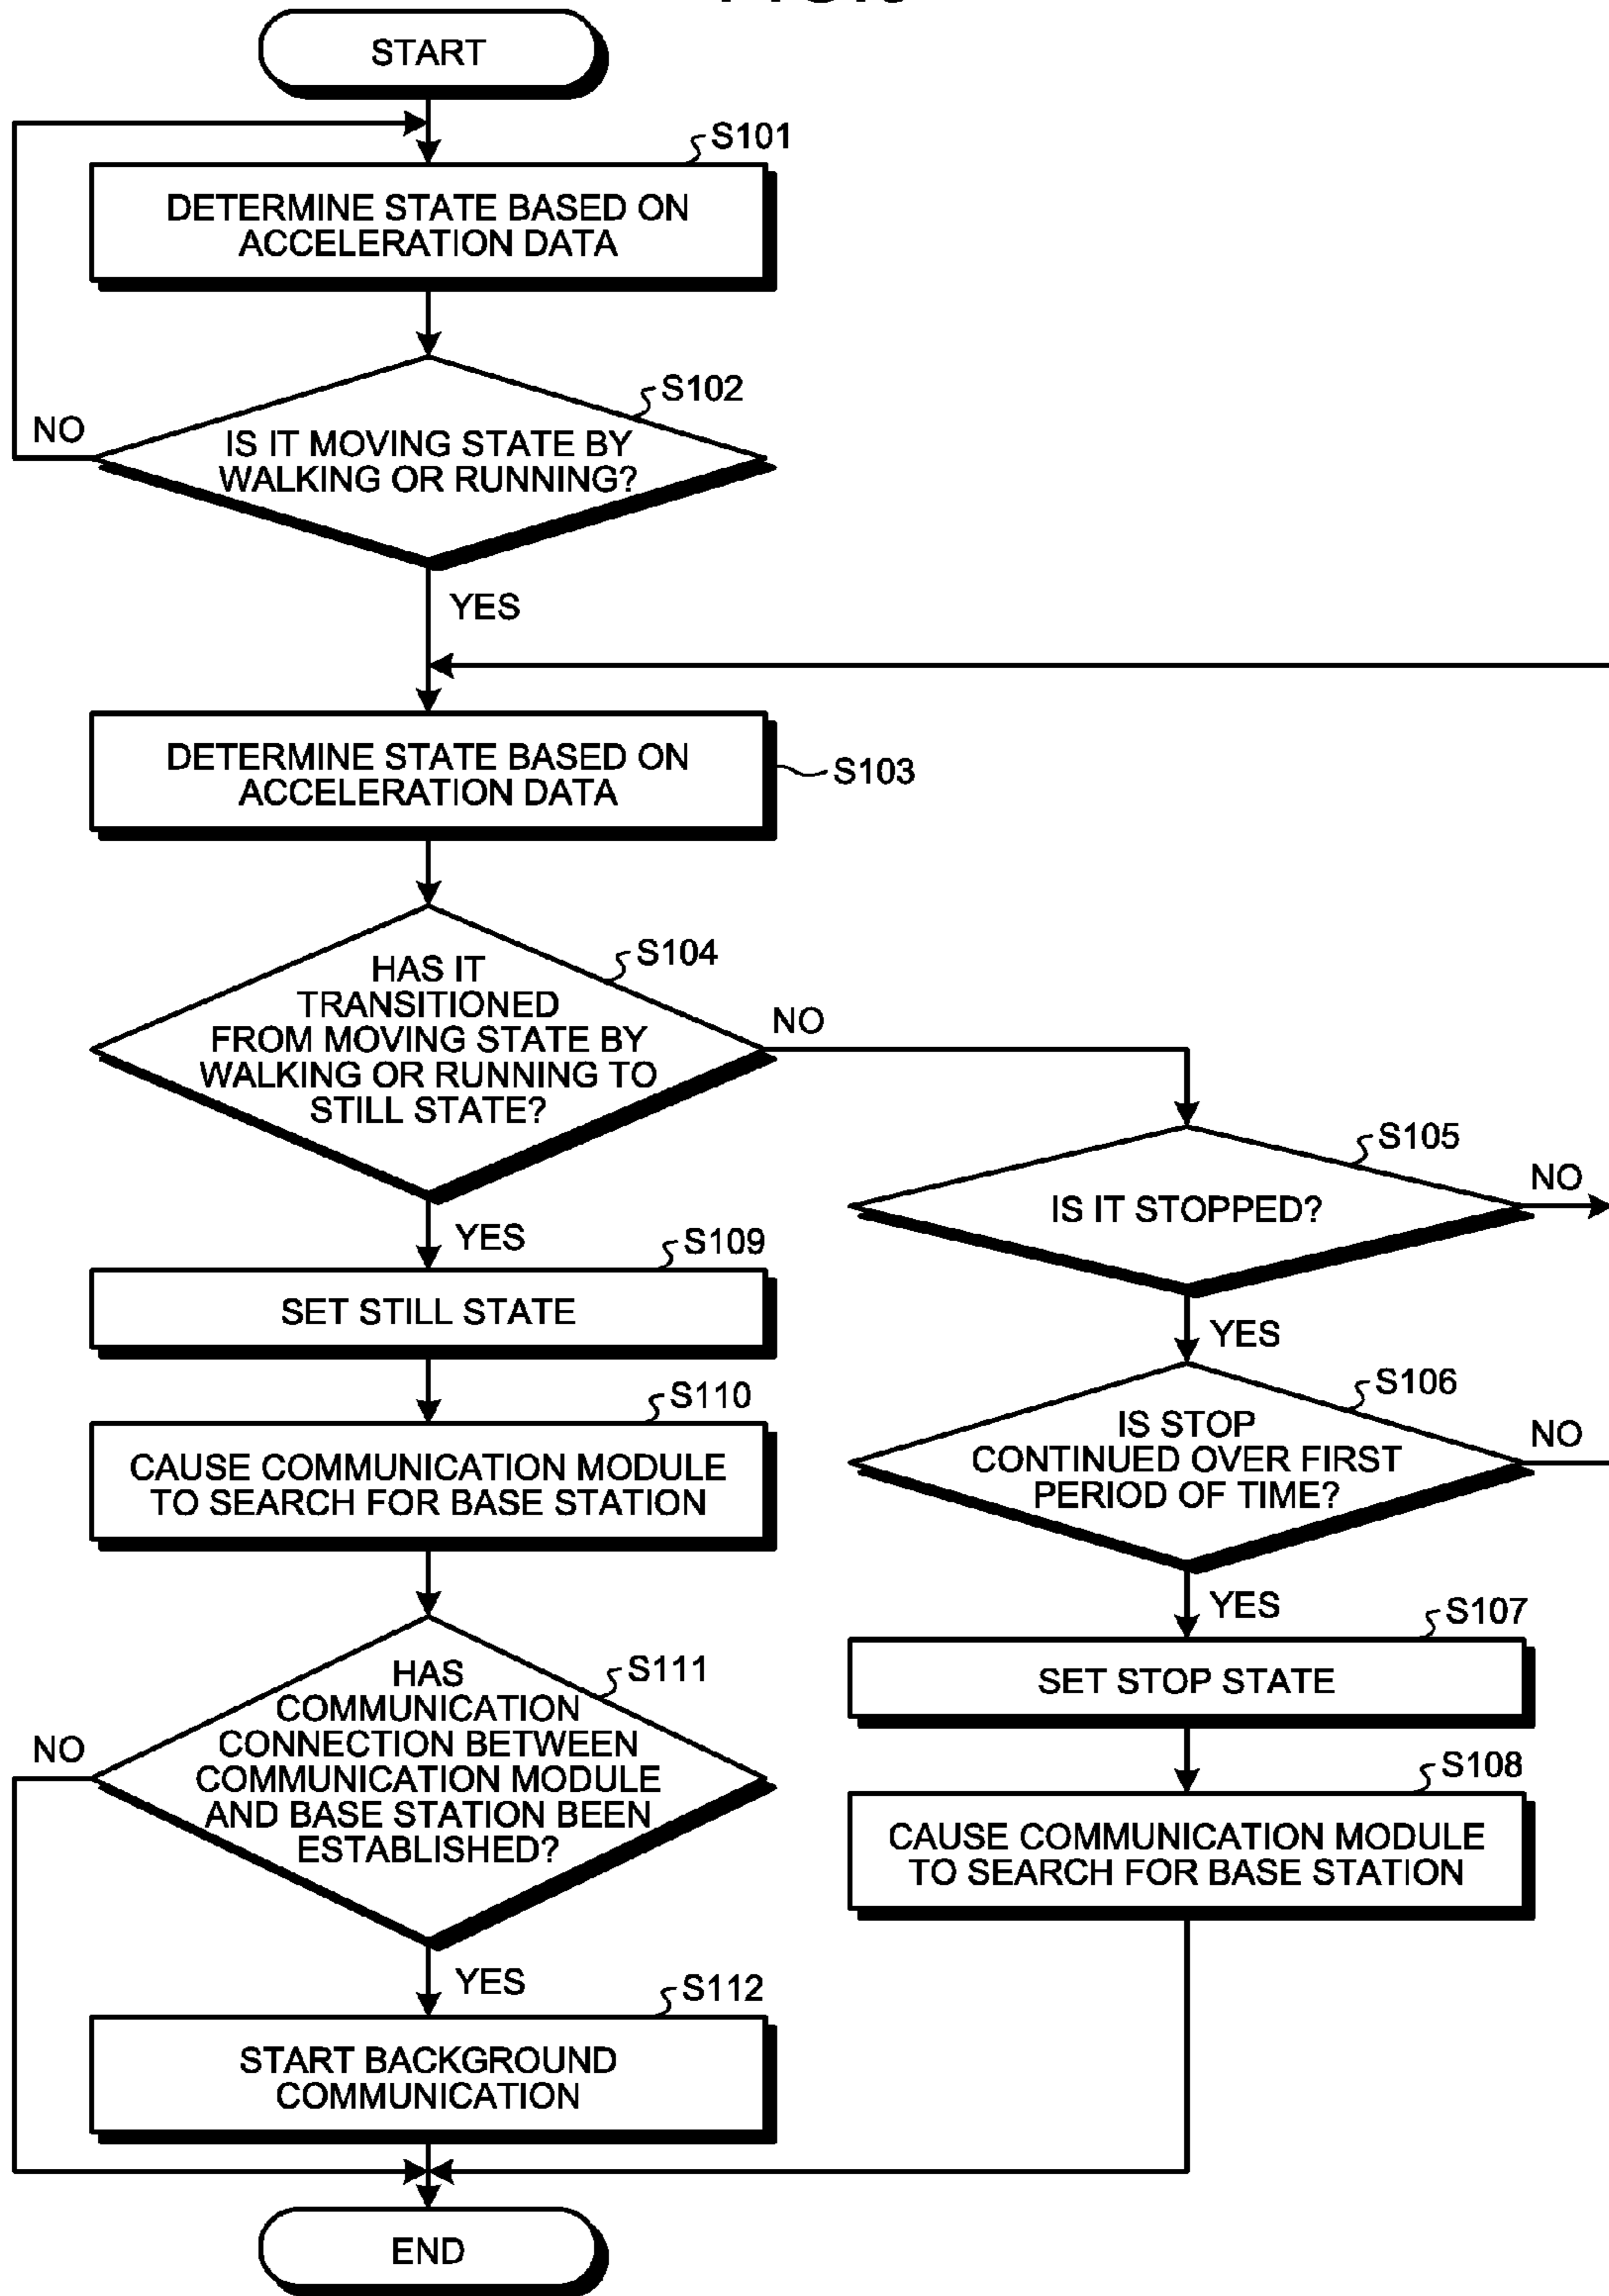 START
S101
DETERMINE STATE BASED ON
ACCELERATION DATA
S102
NO
IS IT MOVING STATE BY
WALKING OR RUNNING?
YES
DETERMINE STATE BASED ON
ACCELERATION DATA
S103
S104
HAS IT
TRANSITIONED
FROM MOVING STATE BY
WALKING OR RUNNING TO
STILL STATE?
NO
S105
IS IT STOPPED?
NO
YES
YES
S109
SET STILL STATE
S106
IS STOP
CONTINUED OVER FIRST
PERIOD OF TIME?
NO
S110
CAUSE COMMUNICATION MODULE
TO SEARCH FOR BASE STATION
YES
S107
SET STOP STATE
S111
HAS
COMMUNICATION
CONNECTION BETWEEN
COMMUNICATION MODULE
AND BASE STATION BEEN
ESTABLISHED?
NO
S108
CAUSE COMMUNICATION MODULE
TO SEARCH FOR BASE STATION
YES
S112
START BACKGROUND
COMMUNICATION
END